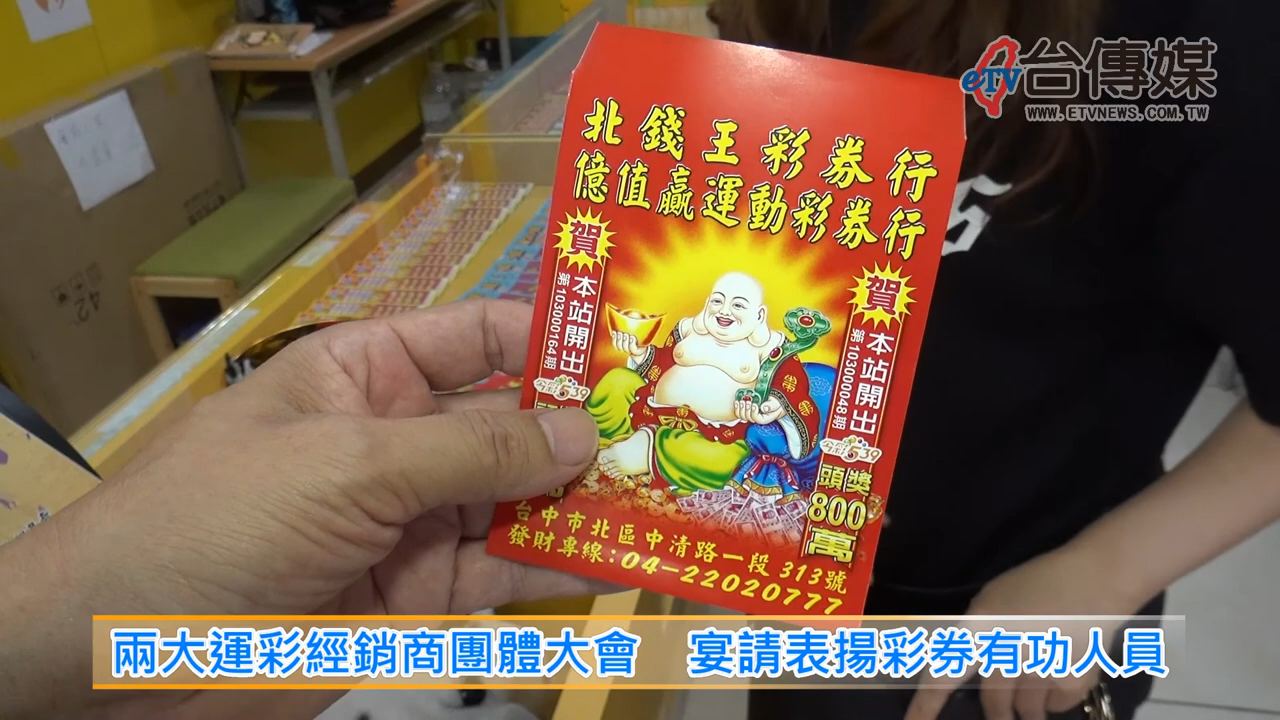 eTV台傳媒
WWW.ETVNEWS.COM.TW
北錢王彩券行
億值贏運動彩券行
賀
本站開出
第103000164期
今彩539
賀
本站開出
第103000048期
今彩539
頭獎
800
萬
台中市北區中清路一段313號
發財專線:04-22020777
兩大運彩經銷商團體大會 宴請表揚彩券有功人員